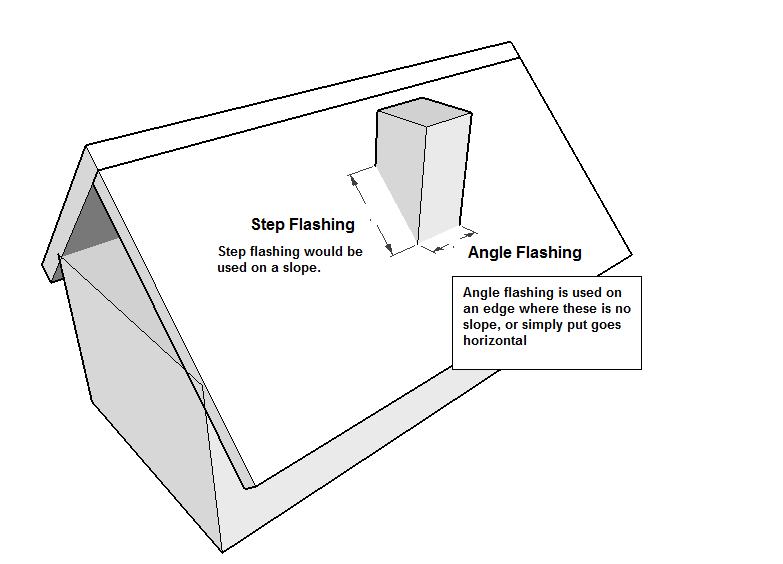 Step Flashing
Step flashing would be
used on a slope.
Angle Flashing
Angle flashing is used on
an edge where these is no
slope, or simply put goes
horizontal